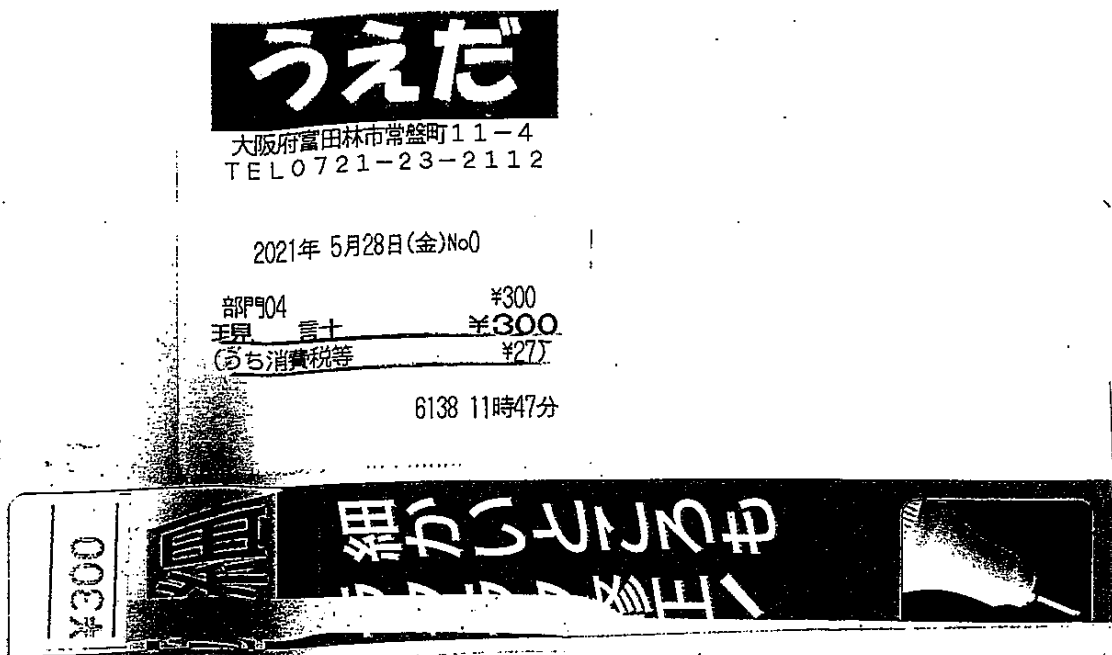 うえだ
大阪府富田林市常盤町11-4
TEL0721-23-2112
2021年 5月28日(金)No0
部門04 ¥300
現 計 ¥300
(うち消費税等 ¥27)
6138 11時47分
細かいところも
修正!
¥300